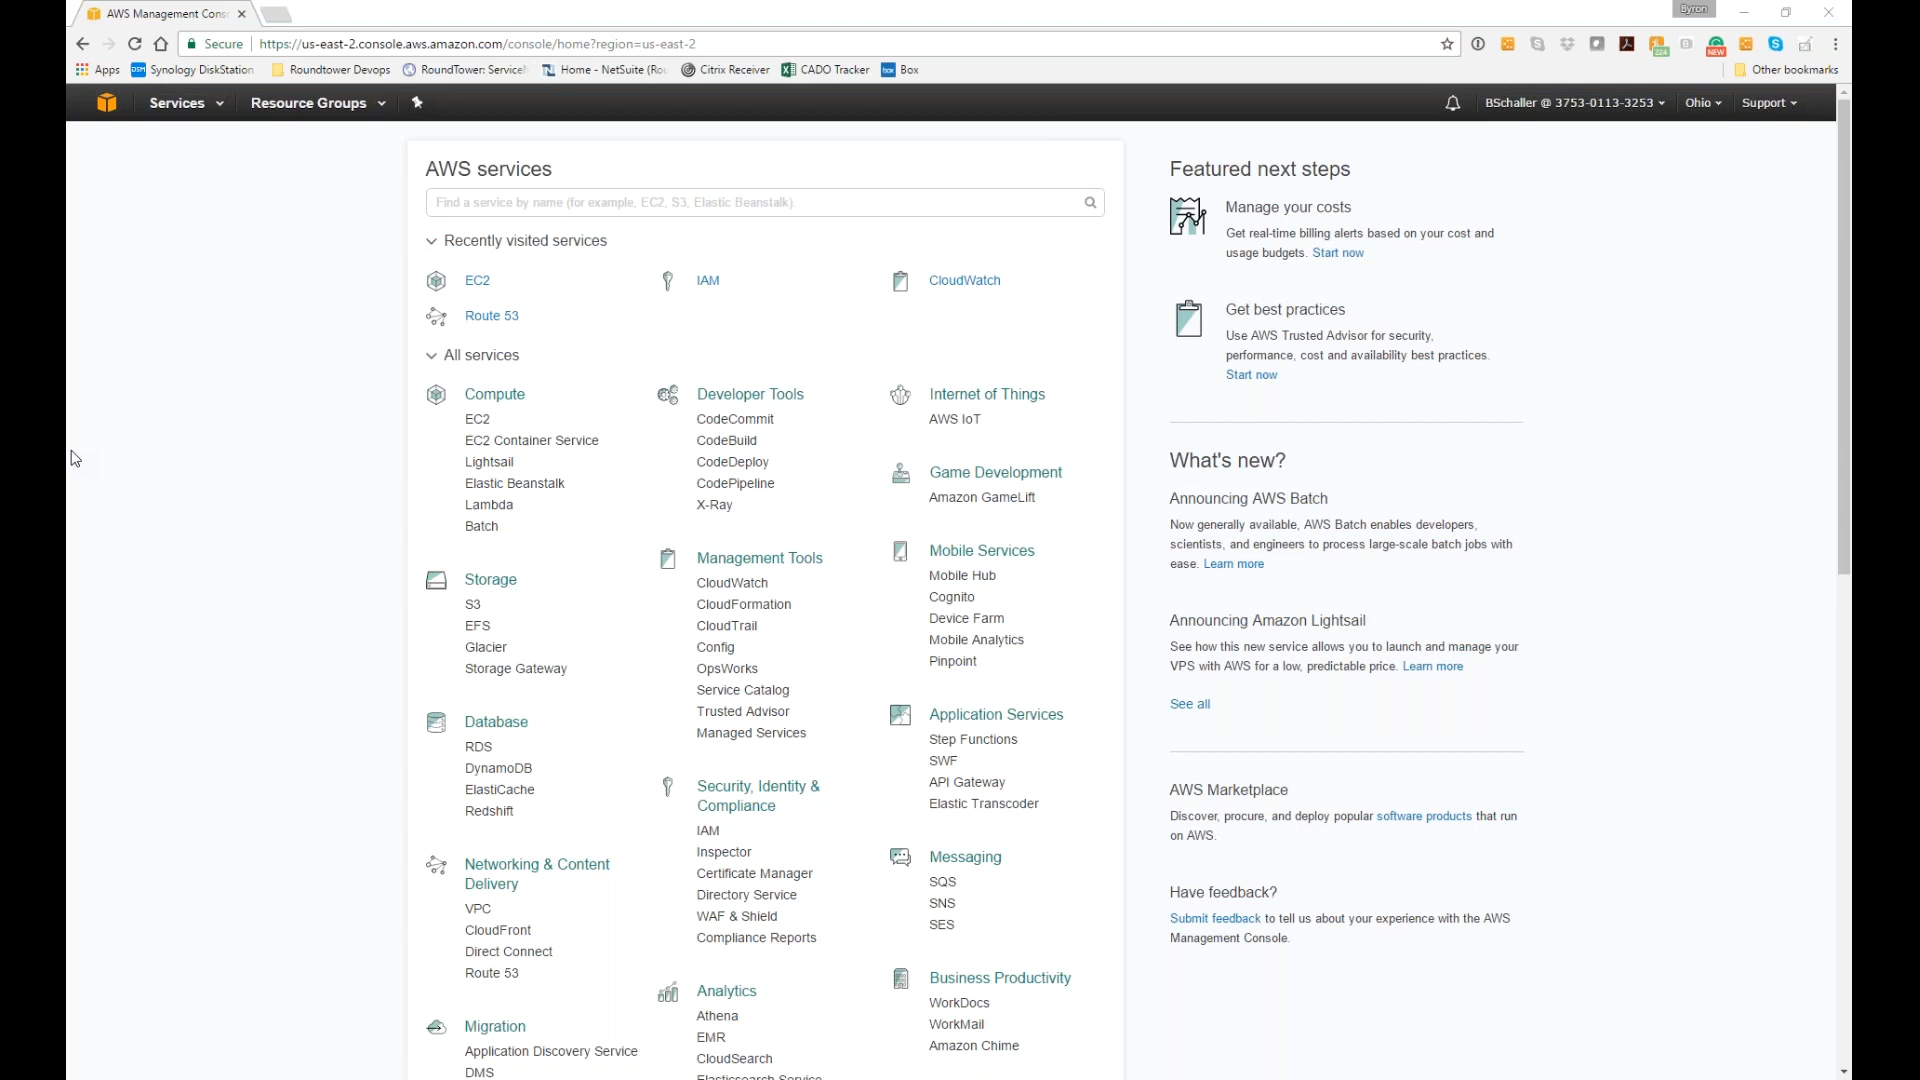 AWS Management Cons
Byron
Secure
https://us-east-2.console.aws.amazon.com/console/home?region=us-east-2
224
NEW
Apps
DSM Synology DiskStation
Roundtower Devops
RoundTower: Service
Home - NetSuite (Rou
Citrix Receiver
CADO Tracker
box Box
Other bookmarks
Services
Resource Groups
BSchaller @ 3753-0113-3253
Ohio
Support
AWS services
Find a service by name (for example, EC2, S3, Elastic Beanstalk).
Recently visited services
EC2
IAM
CloudWatch
Route 53
All services
Compute
EC2
EC2 Container Service
Lightsail
Elastic Beanstalk
Lambda
Batch
Storage
S3
EFS
Glacier
Storage Gateway
Database
RDS
DynamoDB
ElastiCache
Redshift
Networking & Content
Delivery
VPC
CloudFront
Direct Connect
Route 53
Migration
Application Discovery Service
DMS
Developer Tools
CodeCommit
CodeBuild
CodeDeploy
CodePipeline
X-Ray
Management Tools
CloudWatch
CloudFormation
CloudTrail
Config
OpsWorks
Service Catalog
Trusted Advisor
Managed Services
Security, Identity &
Compliance
IAM
Inspector
Certificate Manager
Directory Service
WAF & Shield
Compliance Reports
Analytics
Athena
EMR
CloudSearch
Elasticsearch Service
Internet of Things
AWS IoT
Game Development
Amazon GameLift
Mobile Services
Mobile Hub
Cognito
Device Farm
Mobile Analytics
Pinpoint
Application Services
Step Functions
SWF
API Gateway
Elastic Transcoder
Messaging
SQS
SNS
SES
Business Productivity
WorkDocs
WorkMail
Amazon Chime
Featured next steps
Manage your costs
Get real-time billing alerts based on your cost and
usage budgets. Start now
Get best practices
Use AWS Trusted Advisor for security,
performance, cost and availability best practices.
Start now
What's new?
Announcing AWS Batch
Now generally available, AWS Batch enables developers,
scientists, and engineers to process large-scale batch jobs with
ease. Learn more
Announcing Amazon Lightsail
See how this new service allows you to launch and manage your
VPS with AWS for a low, predictable price. Learn more
See all
AWS Marketplace
Discover, procure, and deploy popular software products that run
on AWS.
Have feedback?
Submit feedback to tell us about your experience with the AWS
Management Console.